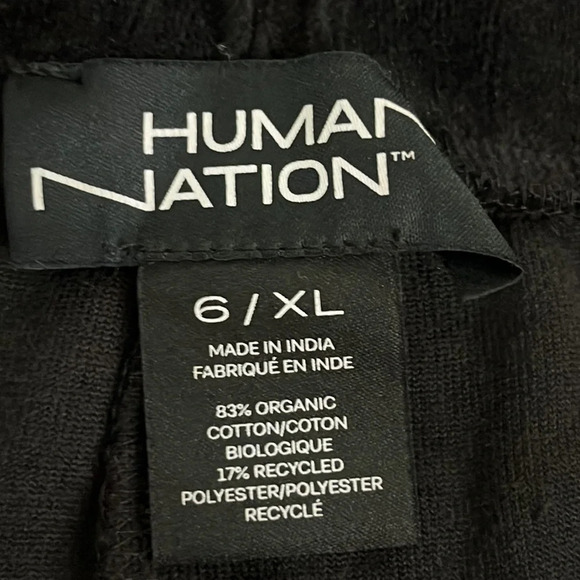 HUMAN
NATION™
6 / XL
MADE IN INDIA
FABRIQUÉ EN INDE
83% ORGANIC
COTTON/COTON
BIOLOGIQUE
17% RECYCLED
POLYESTER/POLYESTER
RECYCLÉ